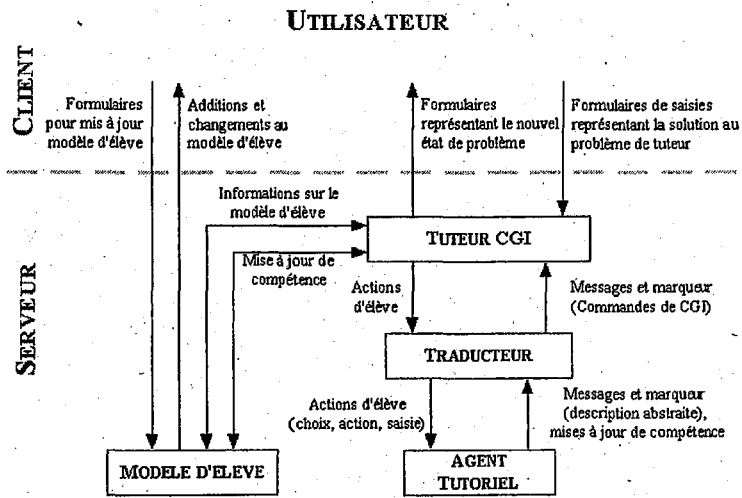 UTILISATEUR
CLIENT
Formulaires
pour mis à jour
modèle d'élève
Additions et
changements au
modèle d'élève
Formulaires
représentant le nouvel
état de problème
Formulaires de saisies
représentant la solution au
problème de tuteur
SERVEUR
Informations sur le
modèle d'élève
TUTEUR CGI
Mise à jour de
compétence
Actions
d'élève
Messages et marqueur
(Commandes de CGI)
TRADUCTEUR
Actions d'élève
(choix, action, saisie)
Messages et marqueur
(description abstraite),
mises à jour de compétence
MODELE D'ELEVE
AGENT
TUTORIEL